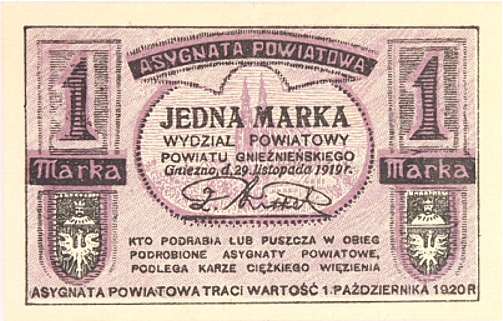 ASYGNATA POWIATOWA
1 1
JEDNA MARKA
WYDZIAŁ POWIATOWY
POWIATU GNIEŹNIEŃSKIEGO
Gniezno, d. 29. listopada 1919 r.
Marka Marka
KTO PODRABIA LUB PUSZCZA W OBIEG
PODROBIONE ASYGNATY POWIATOWE,
PODLEGA KARZE CIĘŻKIEGO WIĘZIENIA
ASYGNATA POWIATOWA TRACI WARTOŚĆ 1. PAŹDZIERNIKA 1920 R